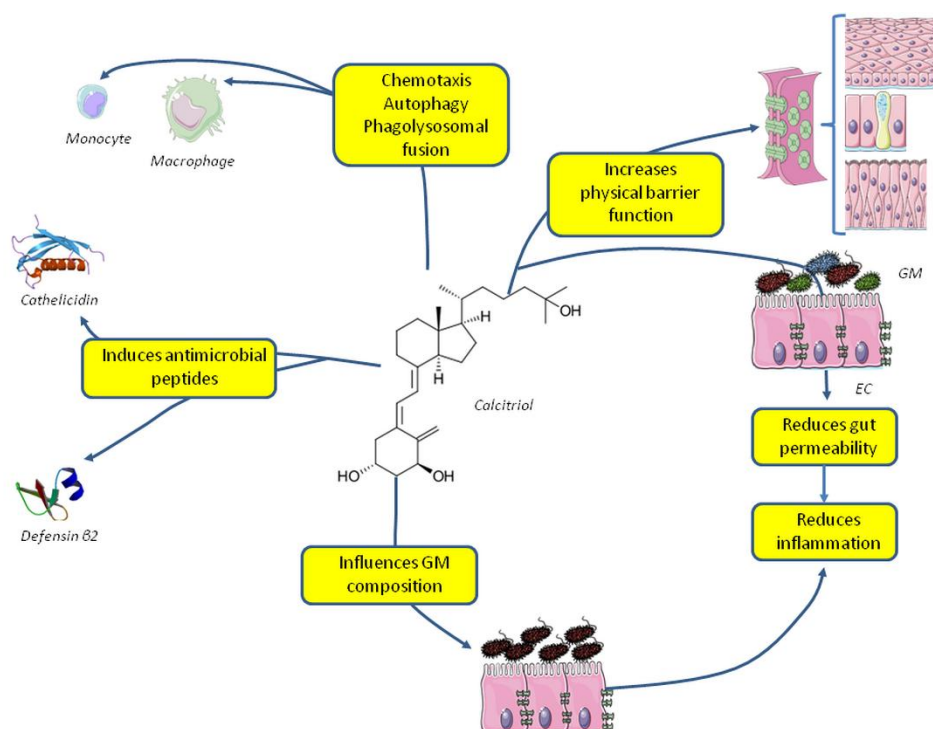 Chemotaxis
Autophagy
Phagolysosomal
fusion
Monocyte
Macrophage
Increases
physical barrier
function
GM
Cathelicidin
Induces antimicrobial
peptides
OH
H
H
Calcitriol
EC
Reduces gut
permeability
HO
OH
Defensin β2
Reduces
inflammation
Influences GM
composition